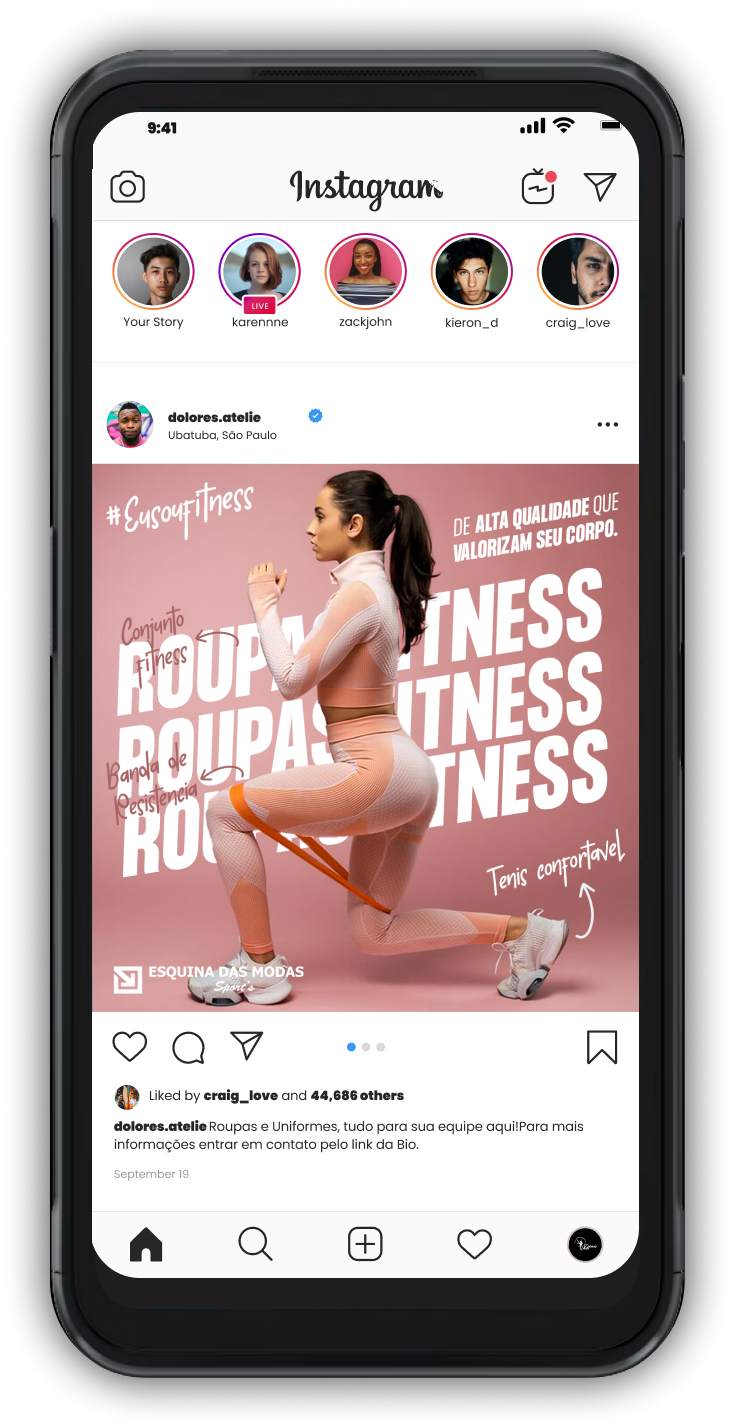 9:41
Instagram
LIVE
Your Story
karennne
zackjohn
kieron_d
craig_love
dolores.atelie
Ubatuba, São Paulo
#Eusoufitness
DE ALTA QUALIDADE QUE
VALORIZAM SEU CORPO.
Conjunto
Fitness
ROUPAS FITNESS
ROUPAS FITNESS
Banda de
Resistencia
ROUPAS FITNESS
Tenis confortavel
ESQUINA DAS MODAS
Sport's
Liked by craig_love and 44,686 others
dolores.atelie Roupas e Uniformes, tudo para sua equipe aqui!Para mais
informações entrar em contato pelo link da Bio.
September 19